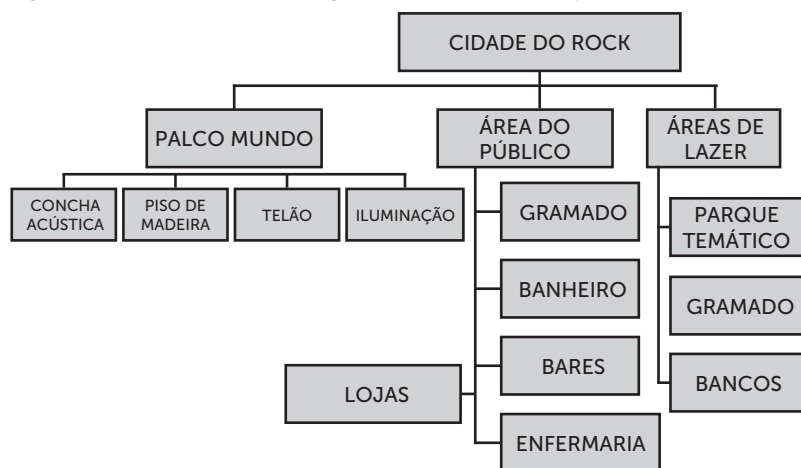 CIDADE DO ROCK
PALCO MUNDO
CONCHA
ACÚSTICA
PISO DE
MADEIRA
TELÃO
ILUMINAÇÃO
ÁREA DO
PÚBLICO
GRAMADO
BANHEIRO
BARES
LOJAS
ENFERMARIA
ÁREAS DE
LAZER
PARQUE
TEMÁTICO
GRAMADO
BANCOS